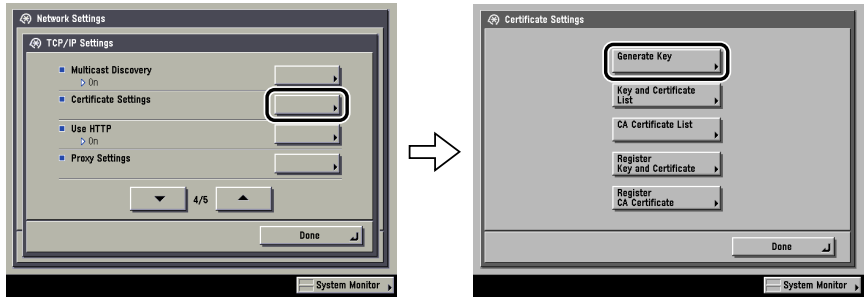 Network Settings
TCP/IP Settings
Multicast Discovery
On
Certificate Settings
Use HTTP
On
Proxy Settings
4/5
Done
System Monitor
Certificate Settings
Generate Key
Key and Certificate
List
CA Certificate List
Register
Key and Certificate
Register
CA Certificate
Done
System Monitor